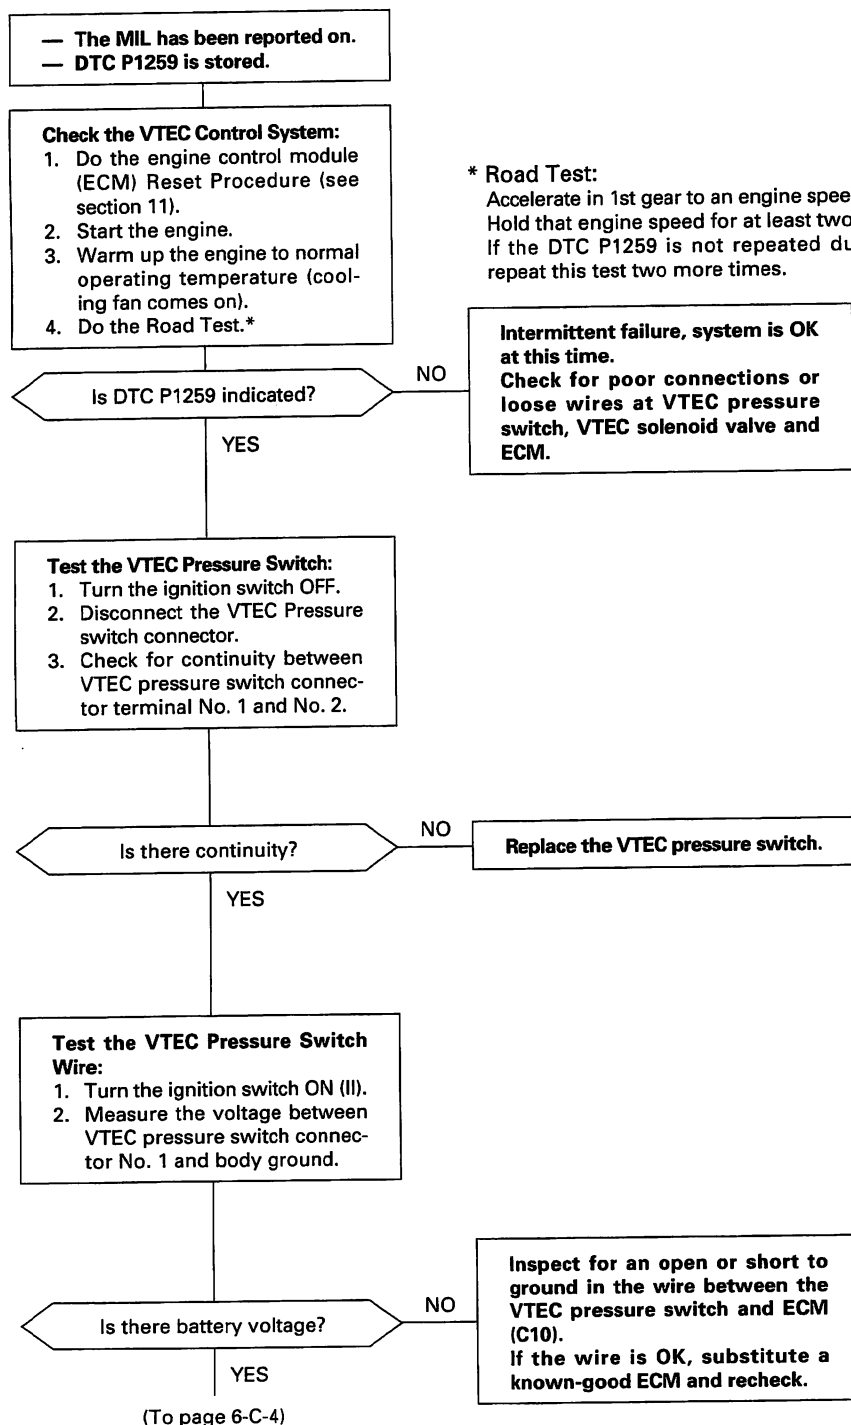 — The MIL has been reported on.
— DTC P1259 is stored.
Check the VTEC Control System:
1. Do the engine control module
(ECM) Reset Procedure (see
section 11).
2. Start the engine.
3. Warm up the engine to normal
operating temperature (cool-
ing fan comes on).
4. Do the Road Test.*
* Road Test:
Accelerate in 1st gear to an engine spee
Hold that engine speed for at least two
If the DTC P1259 is not repeated du
repeat this test two more times.
Is DTC P1259 indicated?
NO
Intermittent failure, system is OK
at this time.
Check for poor connections or
loose wires at VTEC pressure
switch, VTEC solenoid valve and
ECM.
YES
Test the VTEC Pressure Switch:
1. Turn the ignition switch OFF.
2. Disconnect the VTEC Pressure
switch connector.
3. Check for continuity between
VTEC pressure switch connec-
tor terminal No. 1 and No. 2.
Is there continuity?
NO
Replace the VTEC pressure switch.
YES
Test the VTEC Pressure Switch
Wire:
1. Turn the ignition switch ON (II).
2. Measure the voltage between
VTEC pressure switch connec-
tor No. 1 and body ground.
Is there battery voltage?
NO
Inspect for an open or short to
ground in the wire between the
VTEC pressure switch and ECM
(C10).
If the wire is OK, substitute a
known-good ECM and recheck.
YES
(To page 6-C-4)